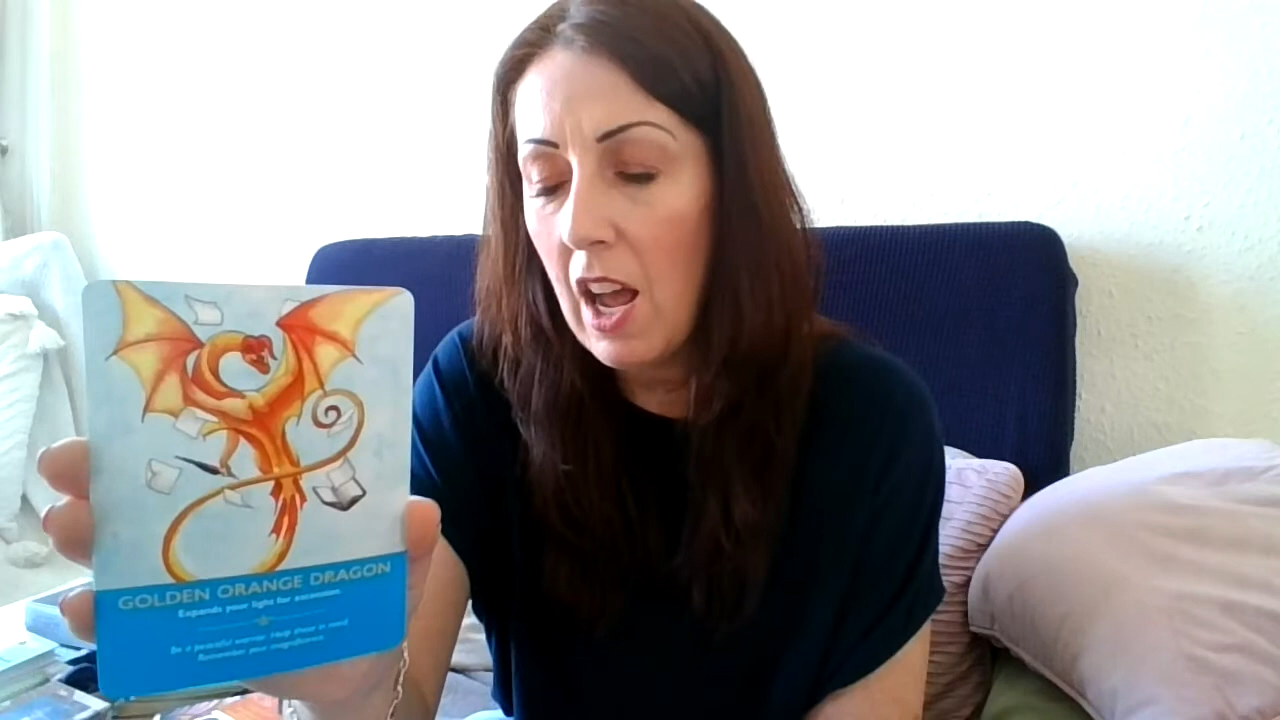 GOLDEN ORANGE DRAGON
Expands your light for ascension.
Be a peaceful warrior. Help those in need.
Remember your magnificence.